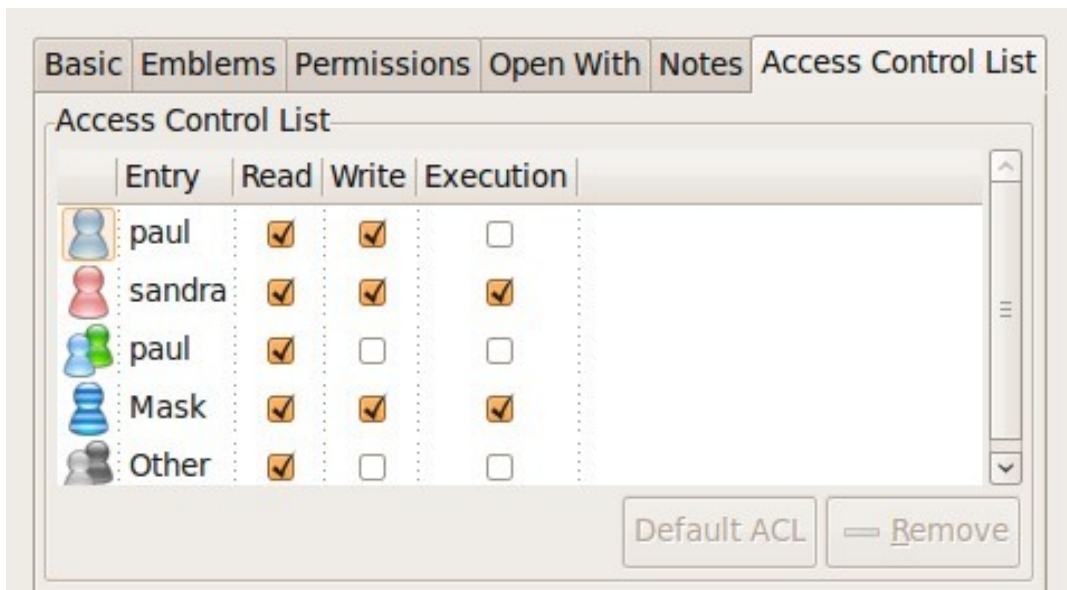 Basic Emblems Permissions Open With Notes Access Control List
Access Control List
Entry Read Write Execution
paul
sandra
paul
Mask
Other
Default ACL Remove